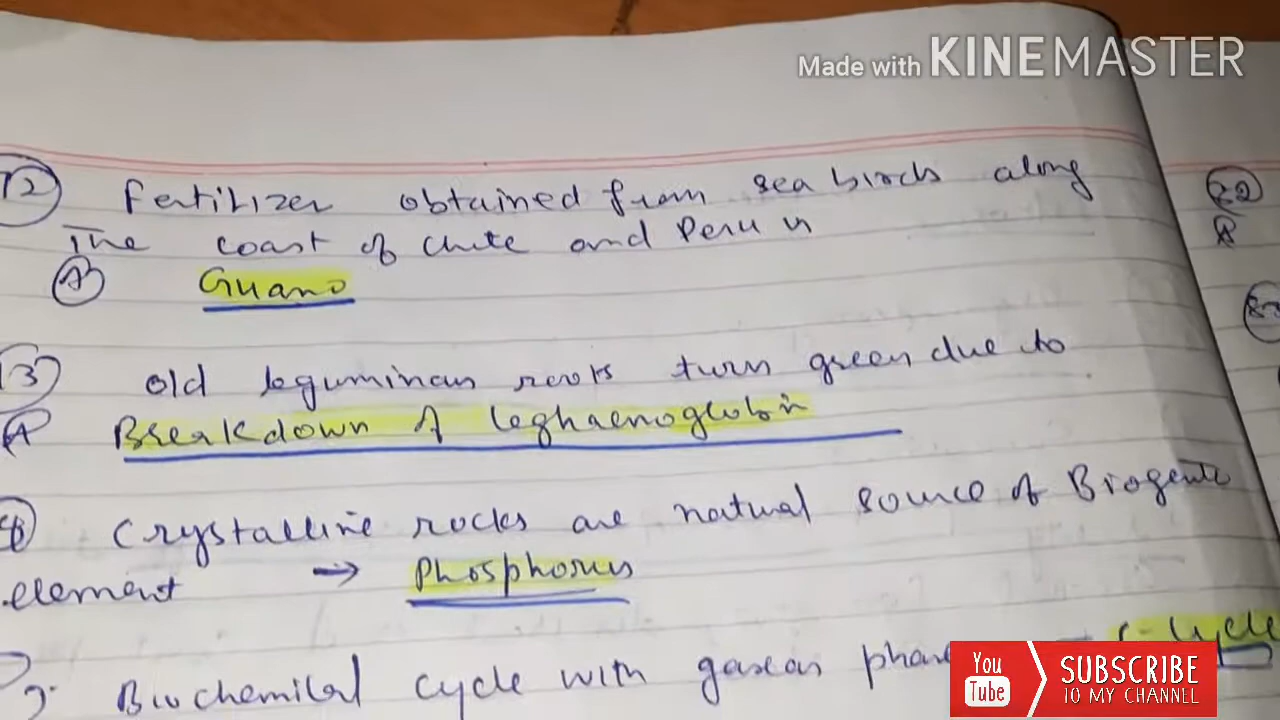 Made with KINEMASTER
12 Fertilizer obtained from sea birds along
The coast of Chile and Peru is
A Guano
13 old leguminous roots turn green due to
A Breakdown of leghaemoglobin
Crystalline rocks are natural source of Biogenic
element → Phosphorus
Biochemical cycle with gaseous phase C-Cycle
You Tube SUBSCRIBE
TO MY CHANNEL